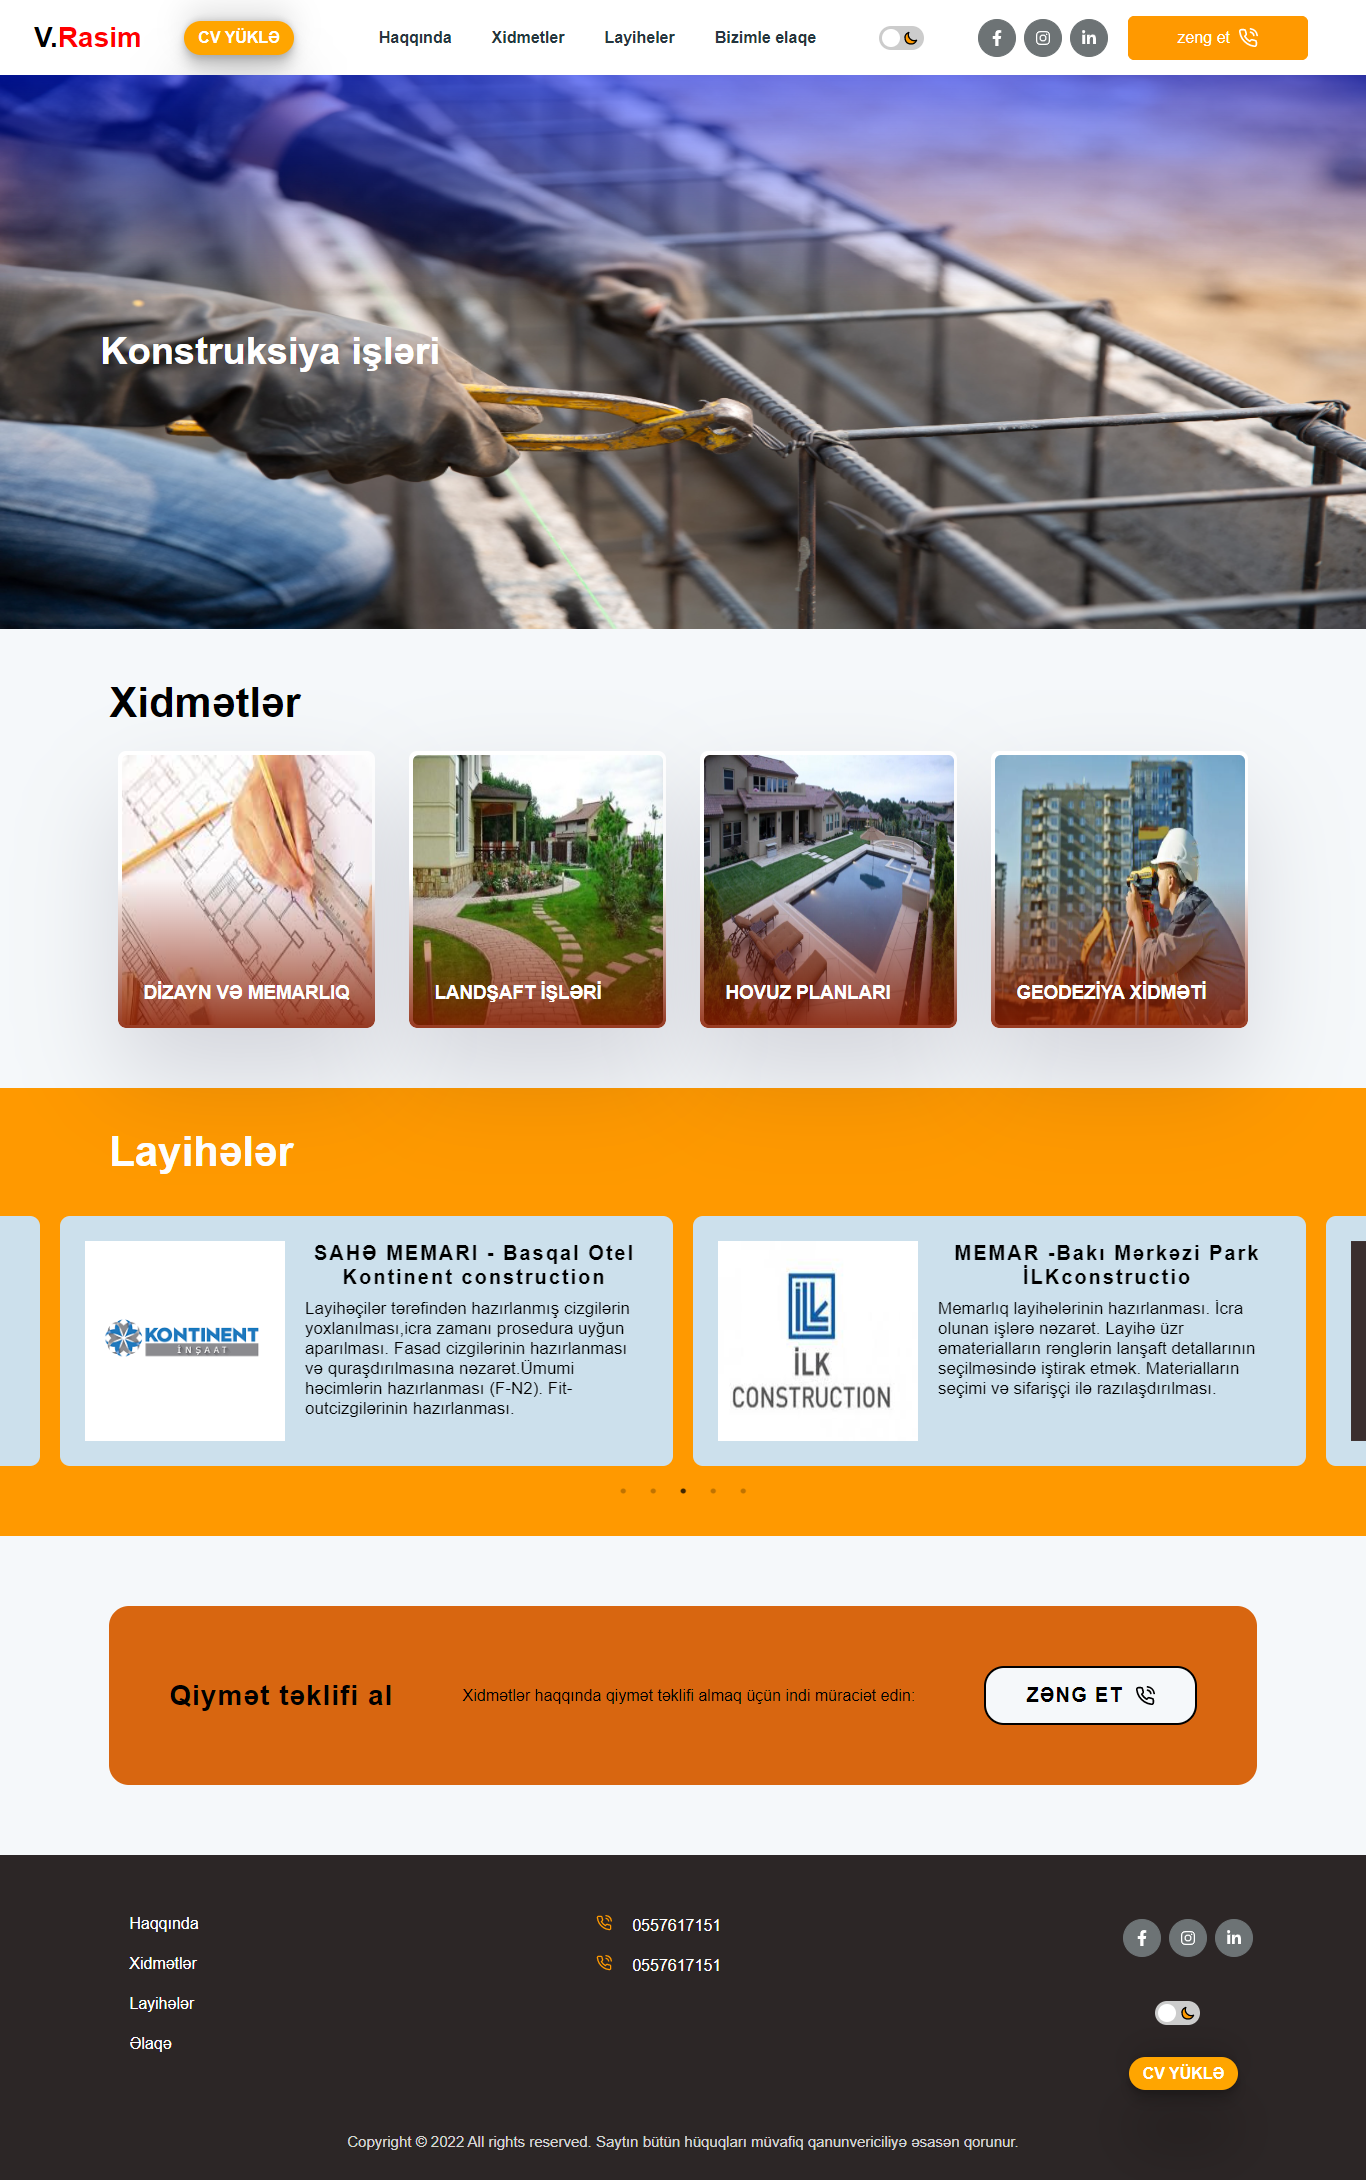 V.Rasim
CV YÜKLƏ
Haqqında
Xidmetler
Layiheler
Bizimle elaqe
zeng et
Konstruksiya işləri
Xidmətlər
DİZAYN VƏ MEMARLIQ
LANDŞAFT İŞLƏRİ
HOVUZ PLANLARI
GEODEZİYA XİDMƏTİ
Layihələr
KONTINENT
İNŞAAT
SAHƏ MEMARI - Basqal Otel
Kontinent construction
Layihəçilər tərəfindən hazırlanmış cizgilərin
yoxlanılması,icra zamanı prosedura uyğun
aparılması. Fasad cizgilərinin hazırlanması
və quraşdırılmasına nəzarət.Ümumi
həcimlərin hazırlanması (F-N2). Fit-
outcizgilərinin hazırlanması.
İLK
İLK
CONSTRUCTION
MEMAR -Bakı Mərkəzi Park
İLKconstructio
Memarlıq layihələrinin hazırlanması. İcra
olunan işlərə nəzarət. Layihə üzr
əmaterialların rənglərin lanşaft detallarının
seçilməsində iştirak etmək. Materialların
seçimi və sifarişçi ilə razılaşdırılması.
Qiymət təklifi al
Xidmətlər haqqında qiymət təklifi almaq üçün indi müraciət edin:
ZƏNG ET
Haqqında
Xidmətlər
Layihələr
Əlaqə
0557617151
0557617151
CV YÜKLƏ
Copyright © 2022 All rights reserved. Saytın bütün hüquqları müvafiq qanunvericiliyə əsasən qorunur.